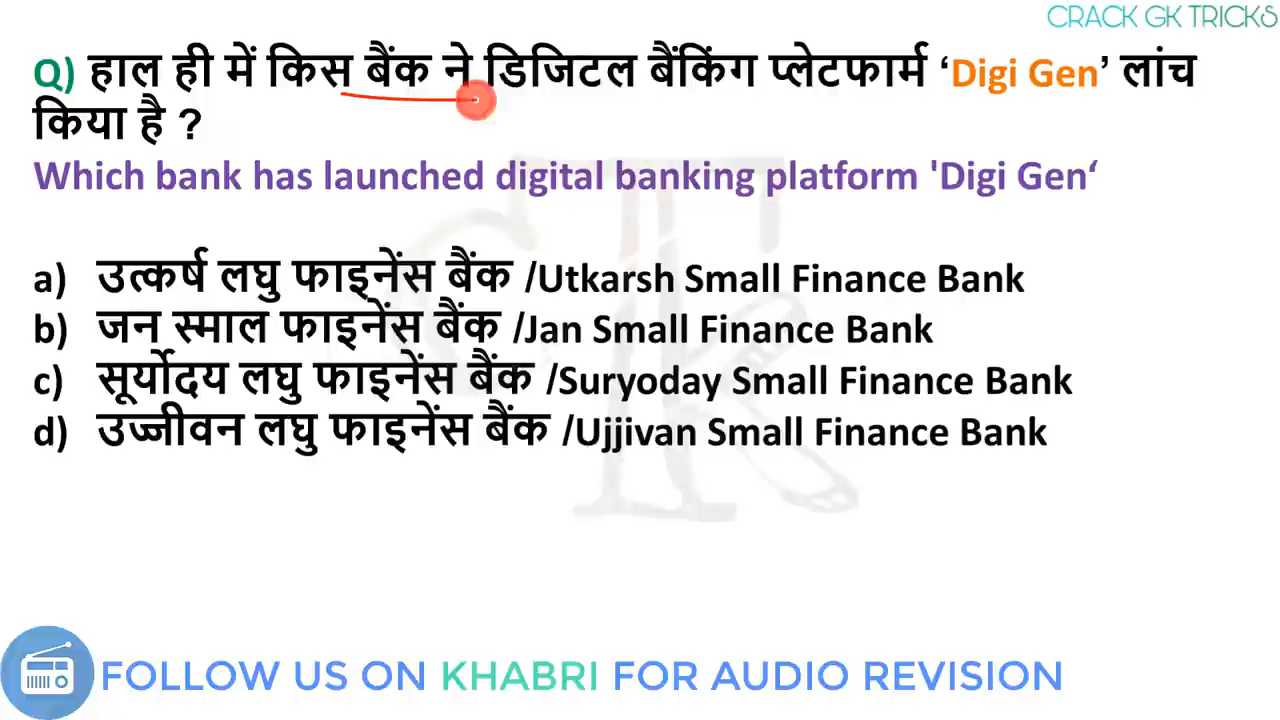 CRACK GK TRICKS
Q) हाल ही में किस बैंक ने डिजिटल बैंकिंग प्लेटफार्म ‘Digi Gen’ लांच
किया है ?
Which bank has launched digital banking platform 'Digi Gen‘
a) उत्कर्ष लघु फाइनेंस बैंक /Utkarsh Small Finance Bank
b) जन स्माल फाइनेंस बैंक /Jan Small Finance Bank
c) सूर्योदय लघु फाइनेंस बैंक /Suryoday Small Finance Bank
d) उज्जीवन लघु फाइनेंस बैंक /Ujjivan Small Finance Bank
FOLLOW US ON KHABRI FOR AUDIO REVISION